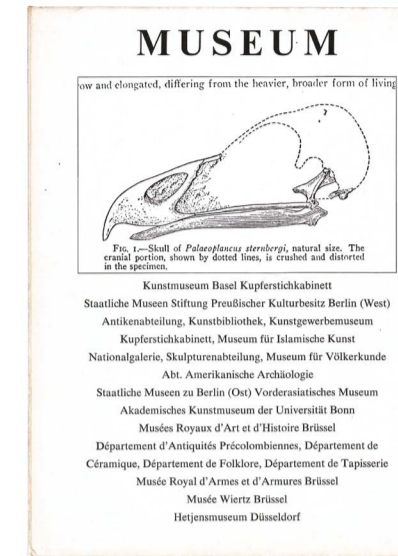 MUSEUM
ow and elongated, differing from the heavier, broader form of living
?
FIG. 1.—Skull of Palaeoplancus sternbergi, natural size. The
cranial portion, shown by dotted lines, is crushed and distorted
in the specimen.
Kunstmuseum Basel Kupferstichkabinett
Staatliche Museen Stiftung Preußischer Kulturbesitz Berlin (West)
Antikenabteilung, Kunstbibliothek, Kunstgewerbemuseum
Kupferstichkabinett, Museum für Islamische Kunst
Nationalgalerie, Skulpturenabteilung, Museum für Völkerkunde
Abt. Amerikanische Archäologie
Staatliche Museen zu Berlin (Ost) Vorderasiatisches Museum
Akademisches Kunstmuseum der Universität Bonn
Musées Royaux d'Art et d'Histoire Brüssel
Département d'Antiquités Précolombiennes, Département de
Céramique, Département de Folklore, Département de Tapisserie
Musée Royal d'Armes et d'Armures Brüssel
Musée Wiertz Brüssel
Hetjensmuseum Düsseldorf